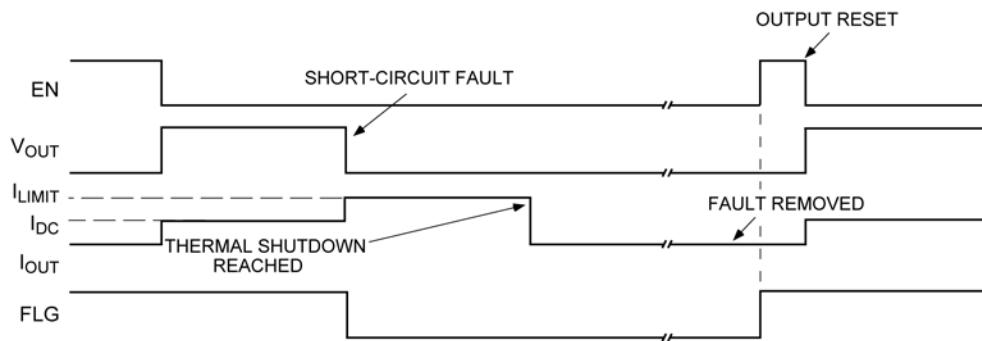 OUTPUT RESET
EN
SHORT-CIRCUIT FAULT
VOUT
ILIMIT
IDC
FAULT REMOVED
THERMAL SHUTDOWN
REACHED
IOUT
FLG